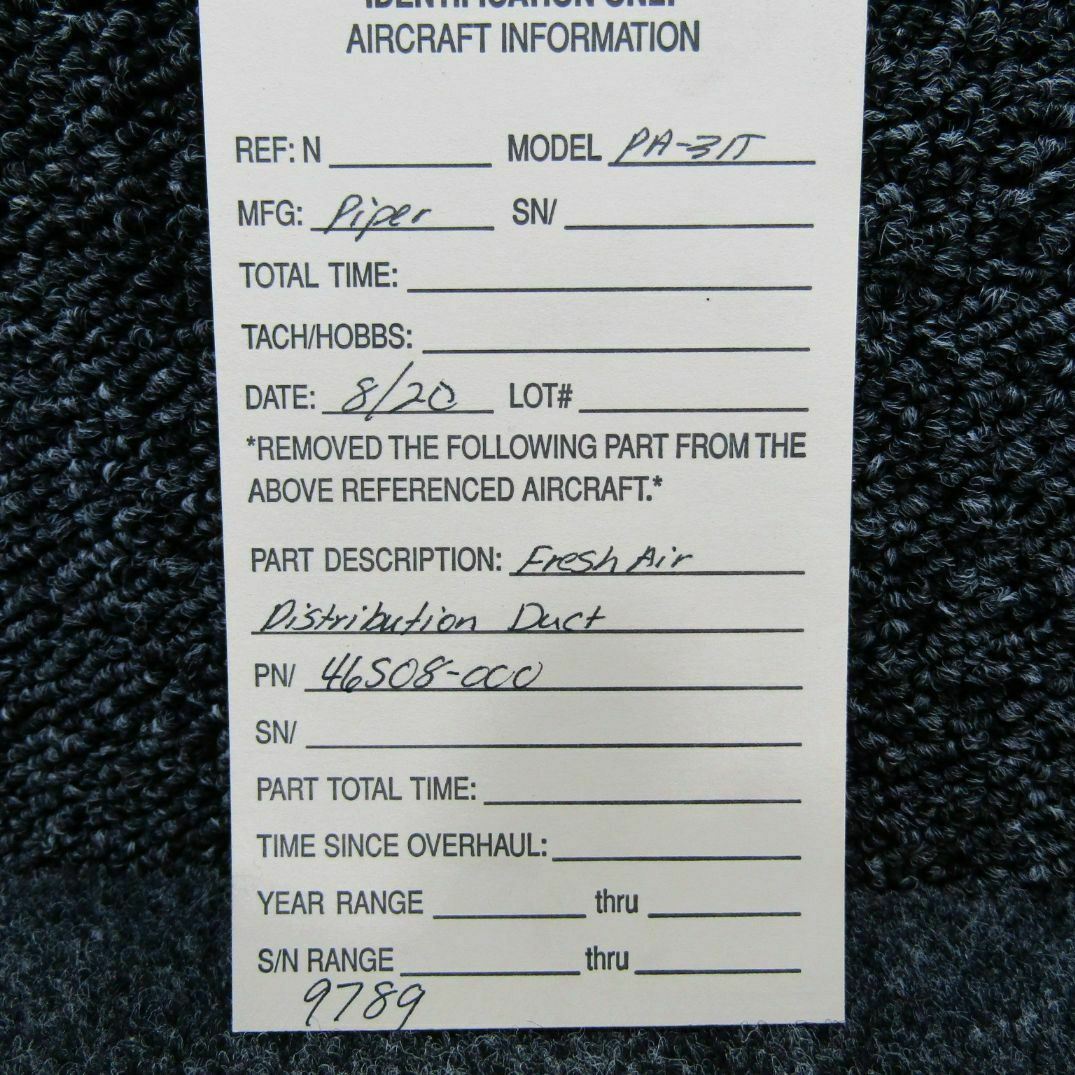 IDENTIFICATION ONLY
AIRCRAFT INFORMATION
REF: N MODEL PA-31T
MFG: Piper SN/
TOTAL TIME:
TACH/HOBBS:
DATE: 8/20 LOT#
*REMOVED THE FOLLOWING PART FROM THE
ABOVE REFERENCED AIRCRAFT.*
PART DESCRIPTION: Fresh Air
Distribution Duct
PN/ 46508-000
SN/
PART TOTAL TIME:
TIME SINCE OVERHAUL:
YEAR RANGE thru
S/N RANGE thru
9789